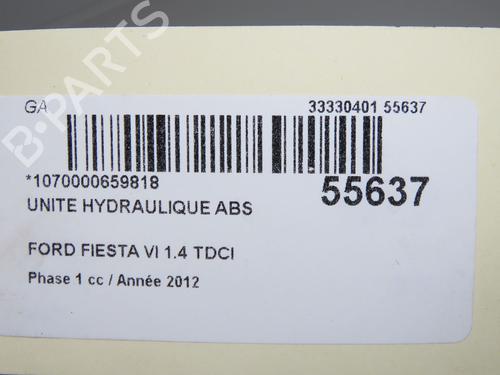 GA
33330401 55637
*1070000659818
55637
UNITE HYDRAULIQUE ABS
FORD FIESTA VI 1.4 TDCI
Phase 1 cc / Année 2012
B-PARTS